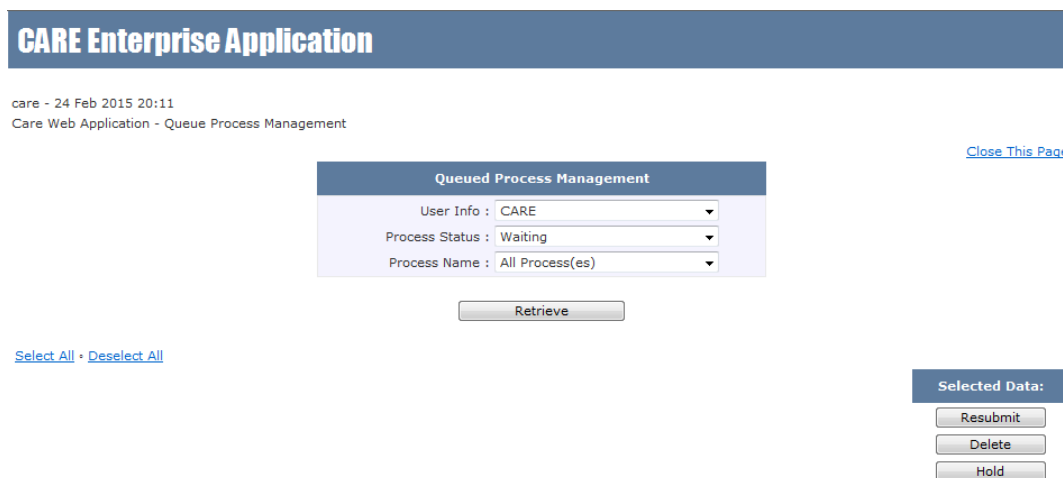 CARE Enterprise Application
care - 24 Feb 2015 20:11
Care Web Application - Queue Process Management
Close This Page
Queued Process Management
User Info : CARE
Process Status : Waiting
Process Name : All Process(es)
Retrieve
Select All • Deselect All
Selected Data:
Resubmit
Delete
Hold